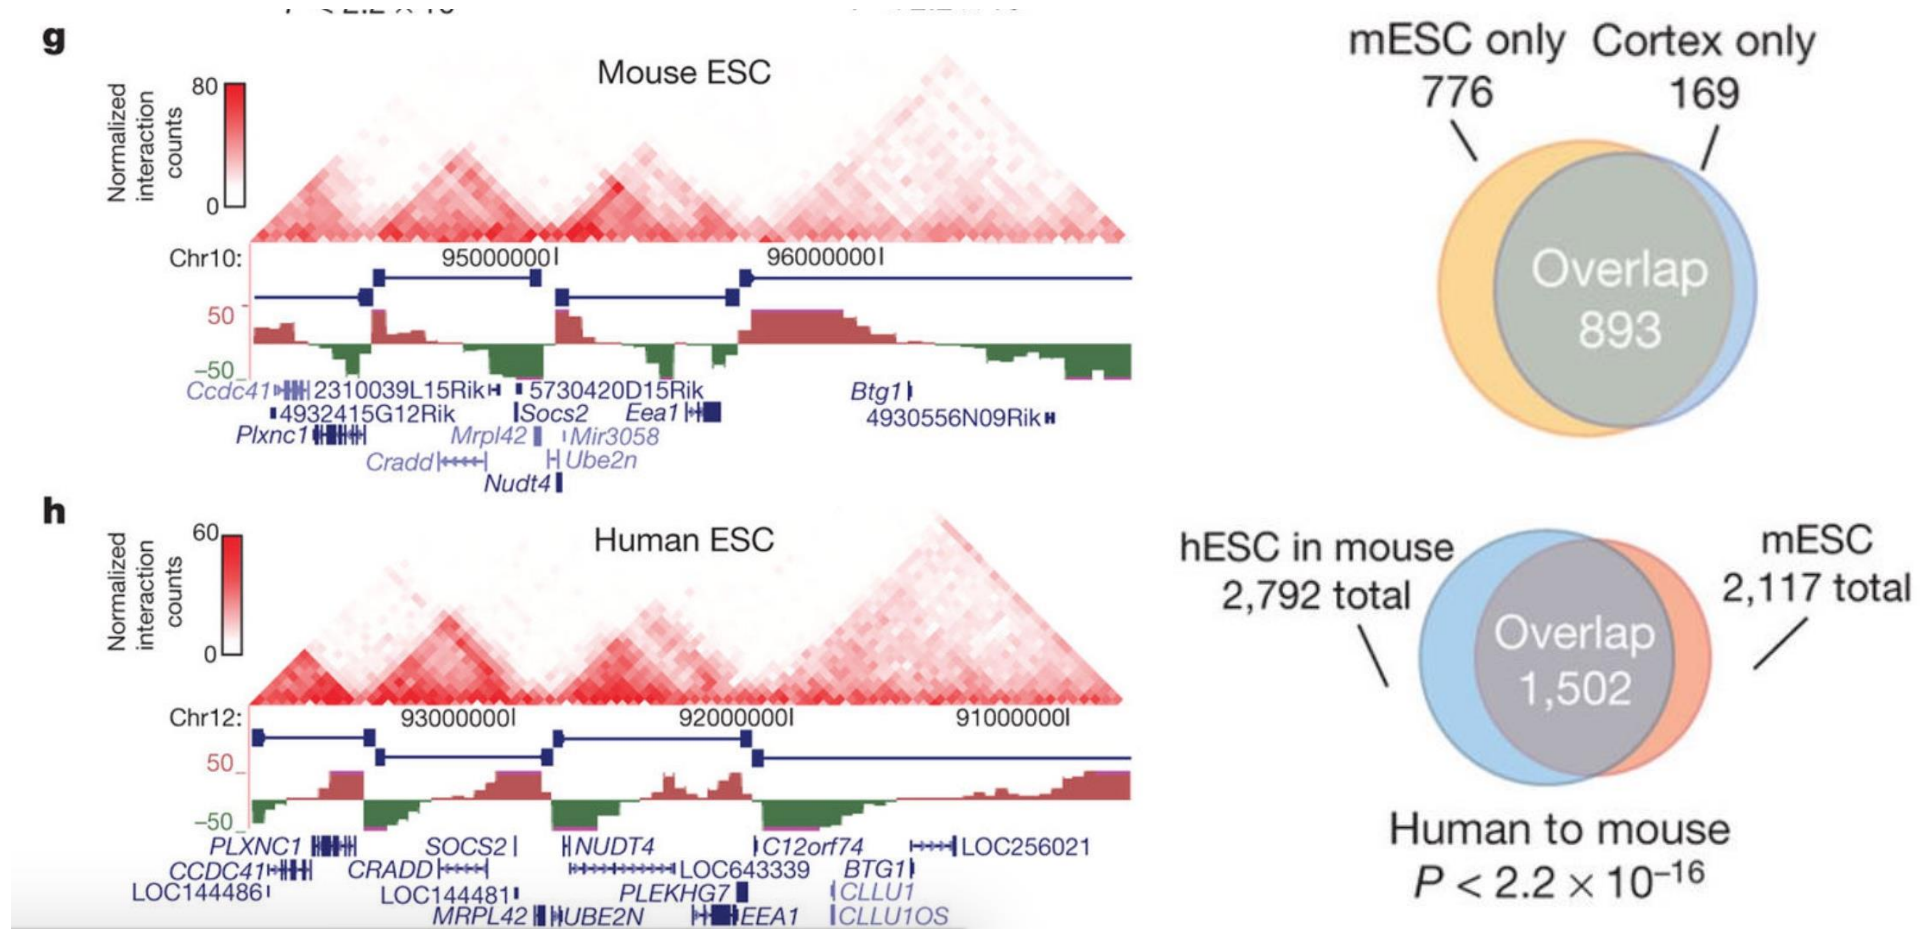 g
Mouse ESC
Normalized
interaction
counts
80
0
Chr10:
95000000
96000000
50
−50
Ccdc41
2310039L15Rik
5730420D15Rik
Btg1
4932415G12Rik
Socs2
Eea1
4930556N09Rik
Plxnc1
Mrpl42
Mir3058
Cradd
Ube2n
Nudt4
mESC only
776
Cortex only
169
Overlap
893
h
Human ESC
Normalized
interaction
counts
60
0
Chr12:
93000000
92000000
91000000
50
−50
PLXNC1
SOCS2
NUDT4
C12orf74
LOC256021
CCDC41
CRADD
LOC643339
BTG1
LOC144486
LOC144481
PLEKHG7
CLLU1
MRPL42
UBE2N
EEA1
CLLU1OS
hESC in mouse
2,792 total
mESC
2,117 total
Overlap
1,502
Human to mouse
P < 2.2 × 10⁻¹⁶